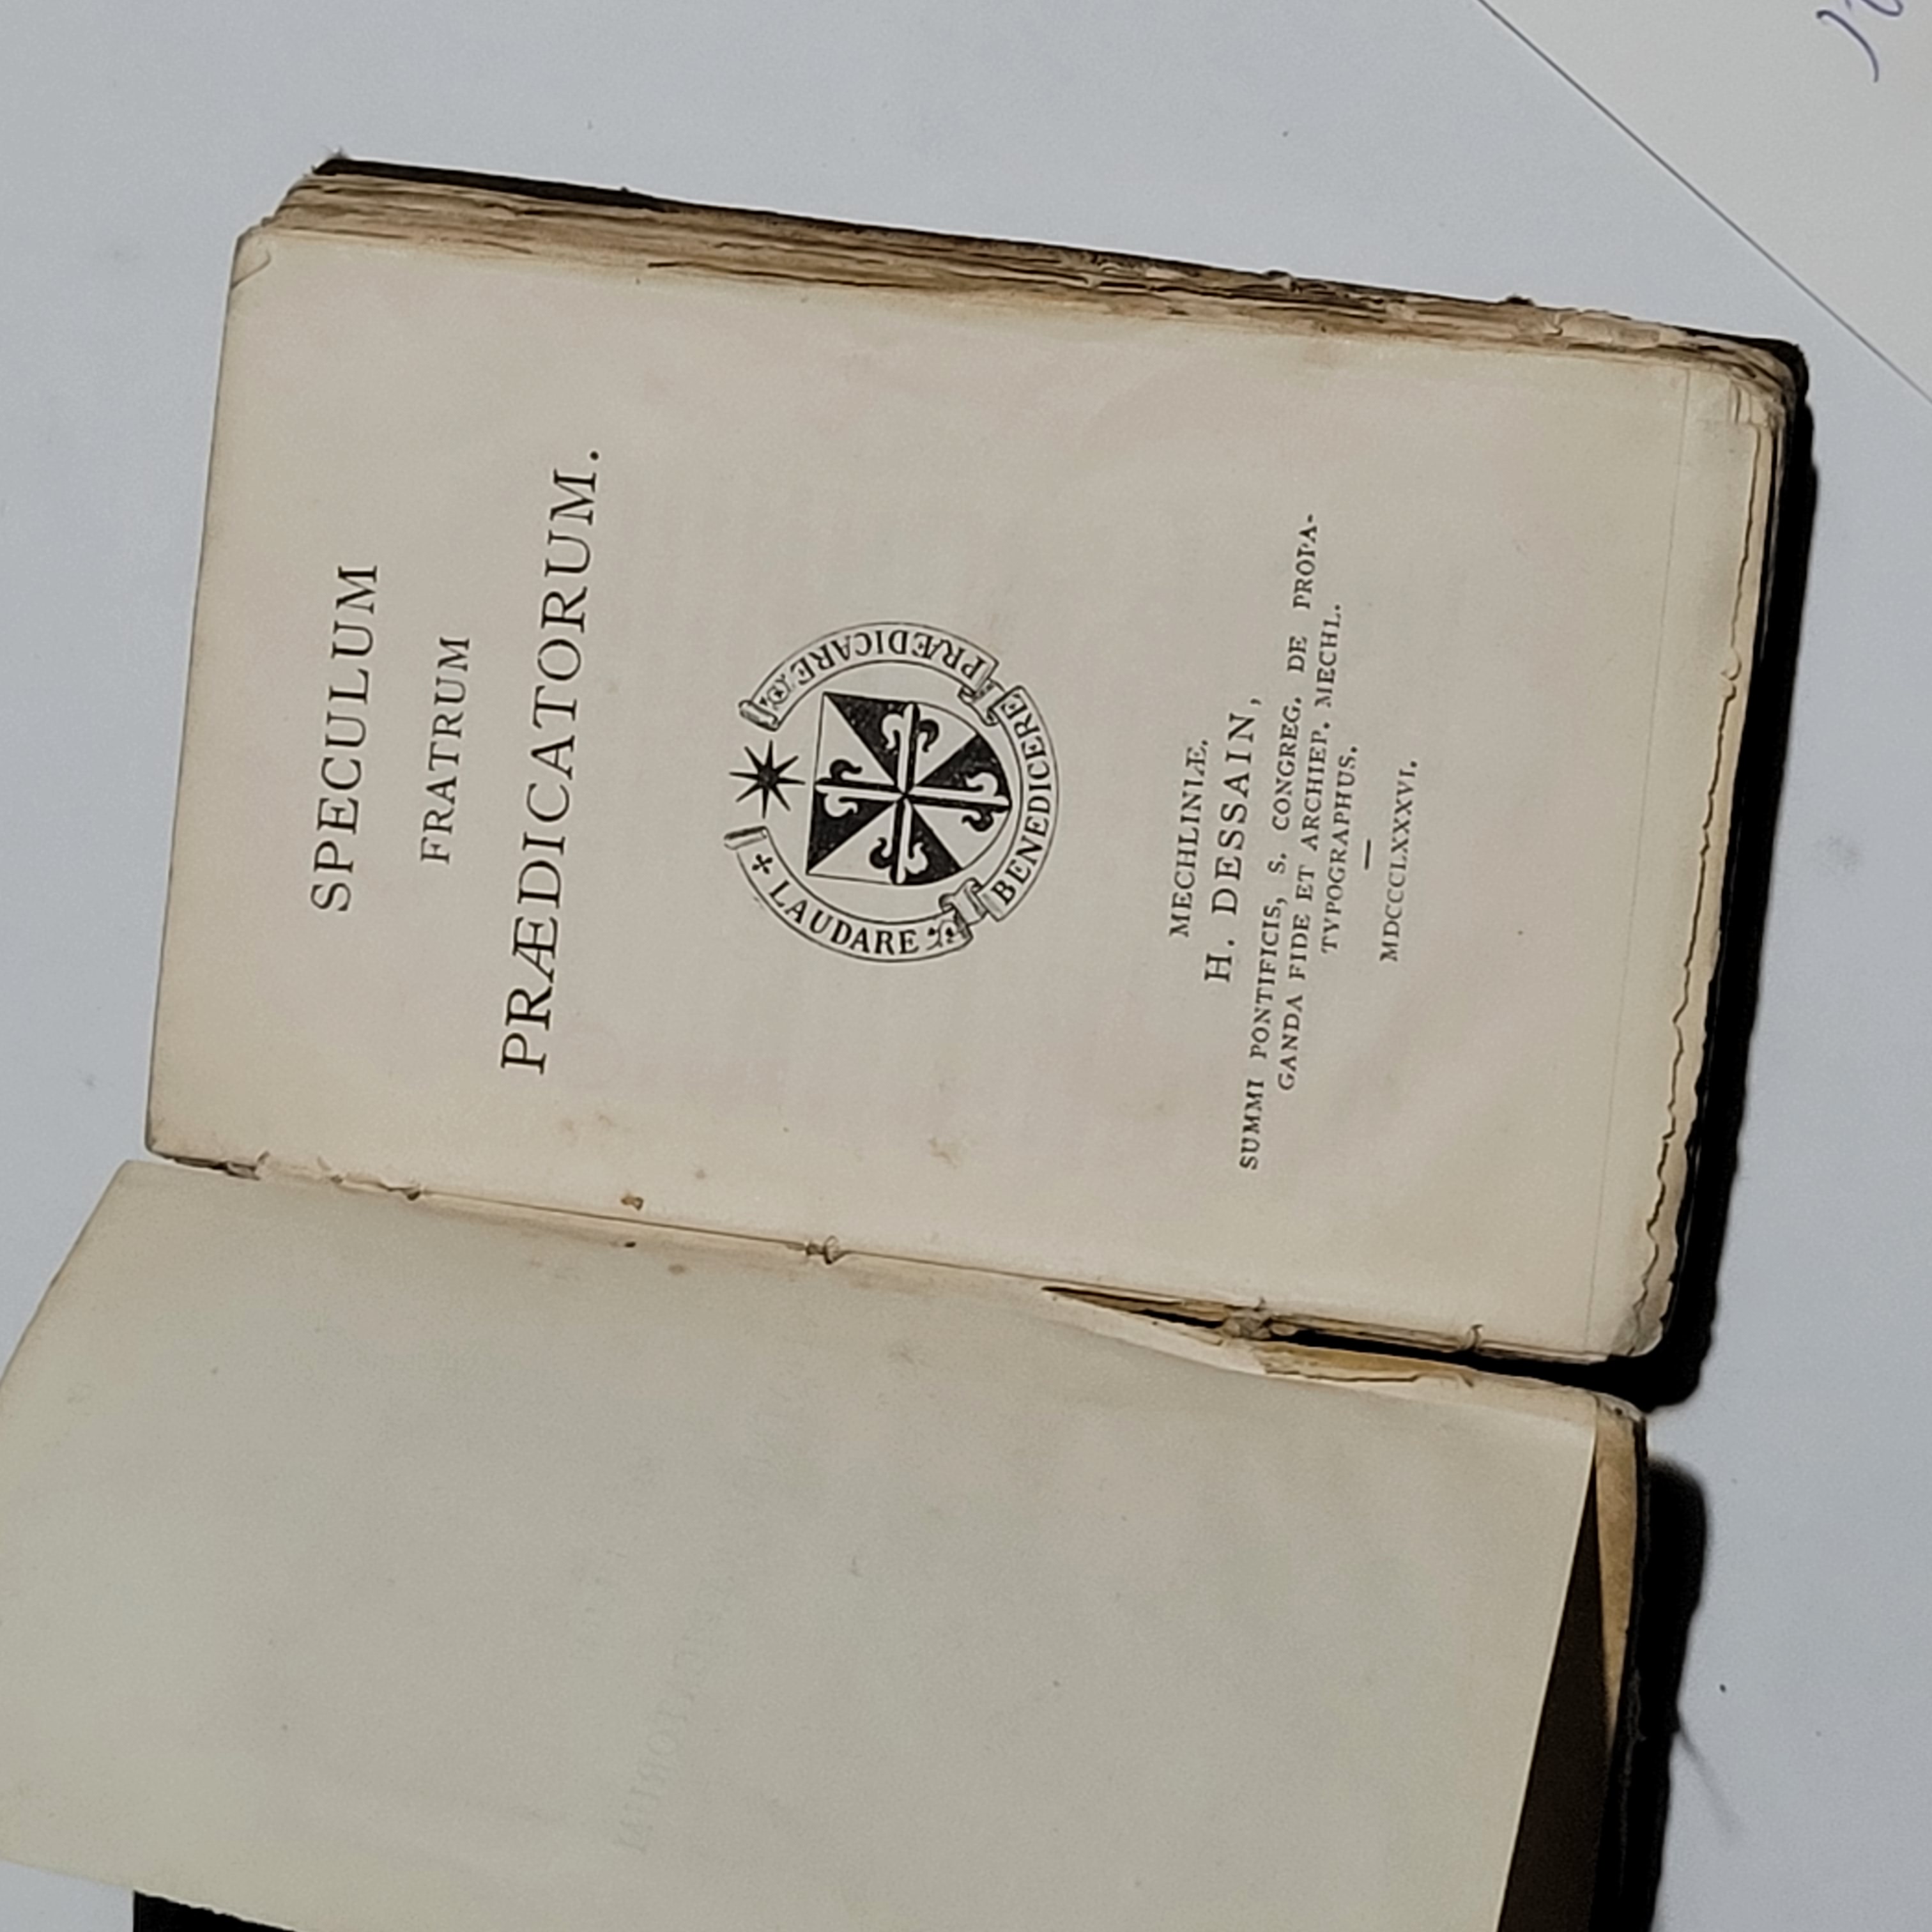 SPECULUM
FRATRUM
PRÆDICATORUM.
LAUDARE
BENEDICERE
PRÆDICARE
MECHLINIÆ.
H. DESSAIN,
SUMMI PONTIFICIS, S. CONGREG. DE PROPA-
GANDA FIDE ET ARCHIEP. MECHL.
TYPOGRAPHUS.
—
MDCCCLXXXVI.